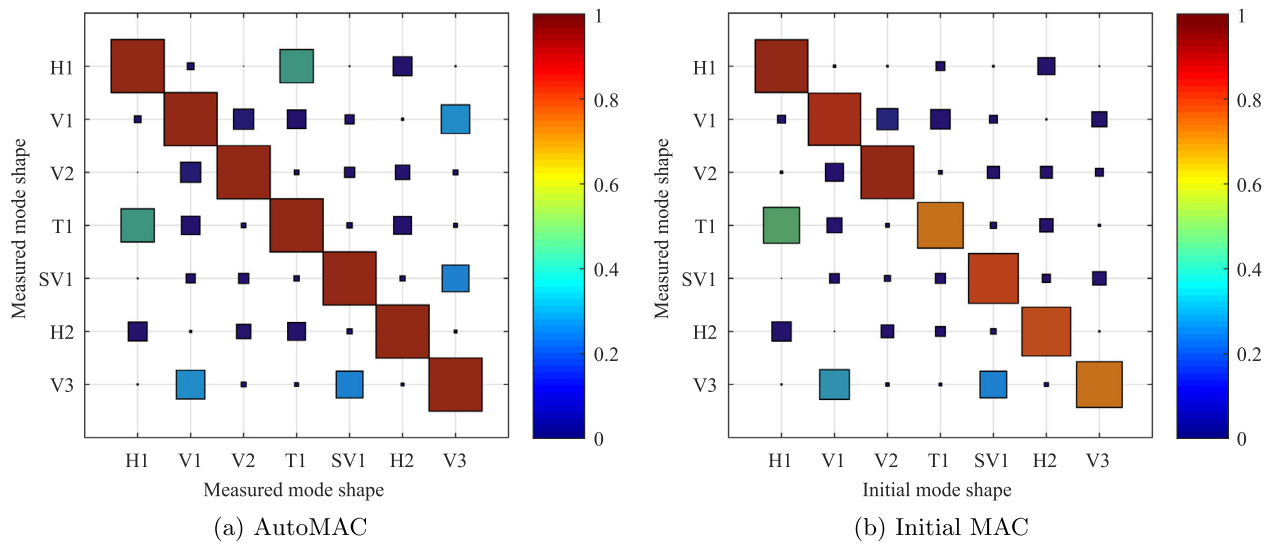 H1
V1
V2
T1
SV1
H2
V3
Measured mode shape
H1 V1 V2 T1 SV1 H2 V3
Measured mode shape
1
0.8
0.6
0.4
0.2
0
(a) AutoMAC
H1
V1
V2
T1
SV1
H2
V3
Measured mode shape
H1 V1 V2 T1 SV1 H2 V3
Initial mode shape
1
0.8
0.6
0.4
0.2
0
(b) Initial MAC